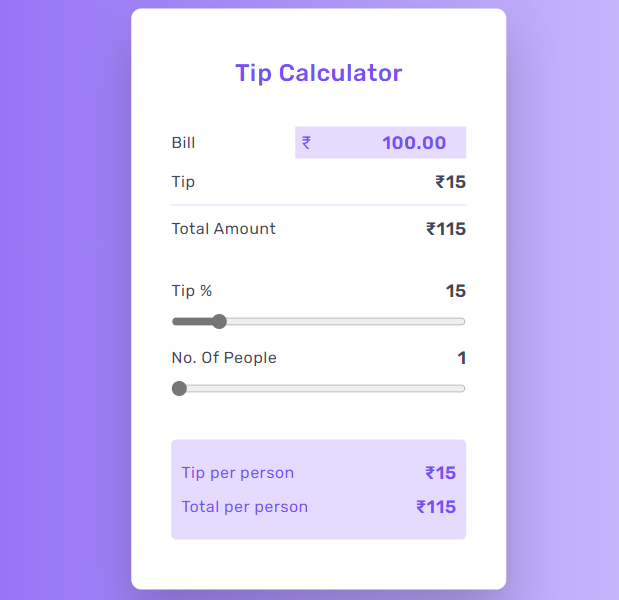 Tip Calculator
Bill ₹ 100.00
Tip ₹15
Total Amount ₹115
Tip % 15
No. Of People 1
Tip per person ₹15
Total per person ₹115